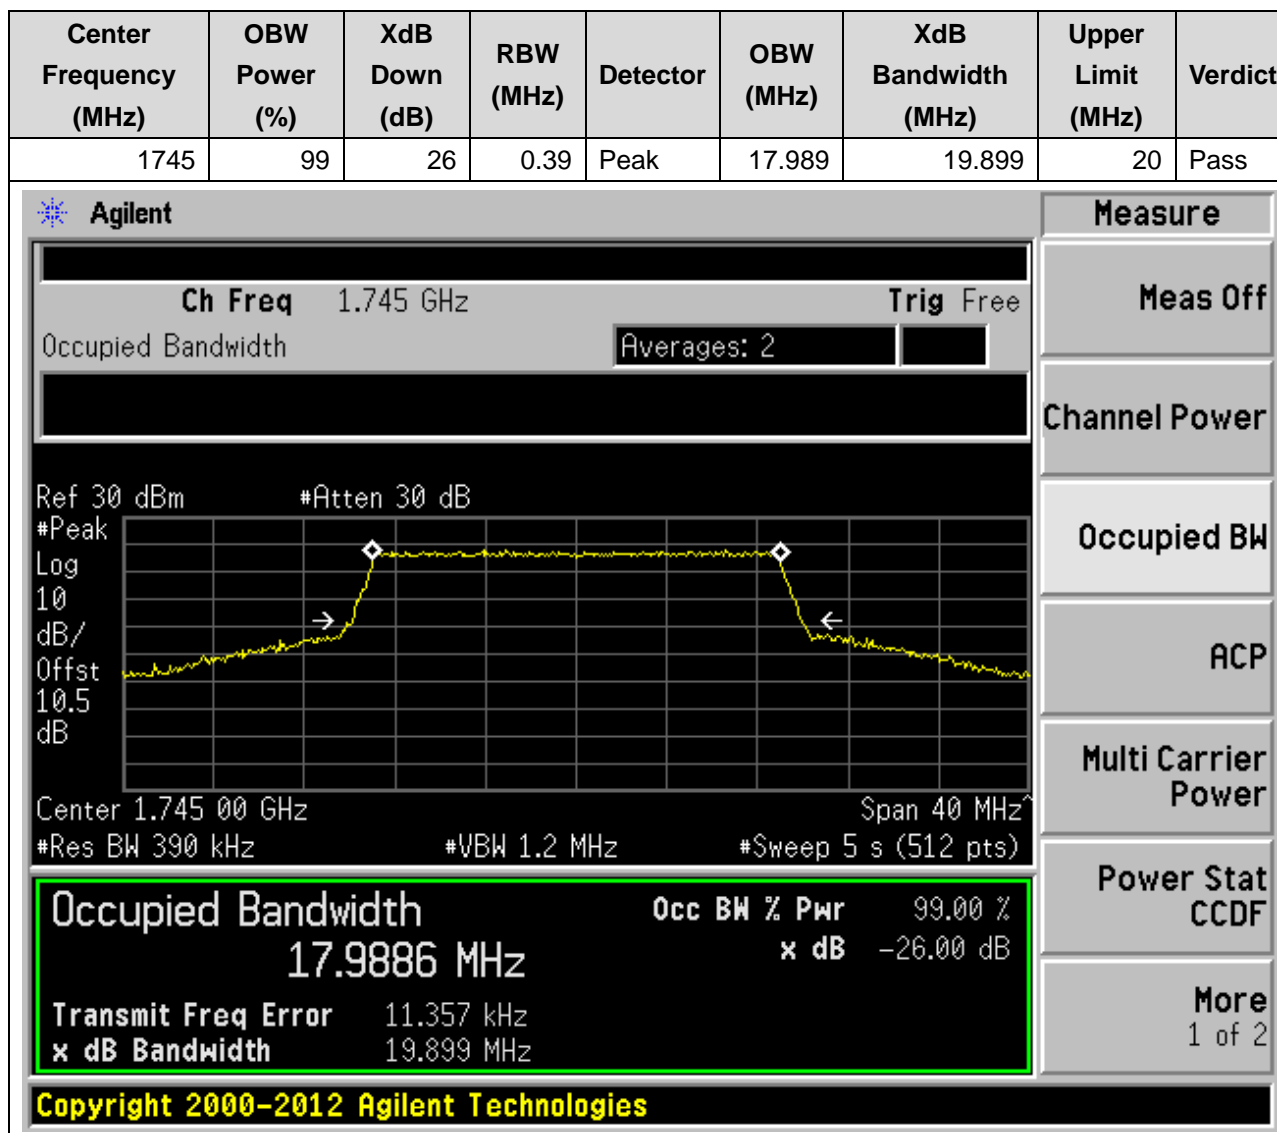 Center Frequency (MHz) OBW Power (%) XdB Down (dB) RBW (MHz) Detector OBW (MHz) XdB Bandwidth (MHz) Upper Limit (MHz) Verdict
1745 99 26 0.39 Peak 17.989 19.899 20 Pass
Agilent
Measure
Ch Freq 1.745 GHz Trig Free
Meas Off
Occupied Bandwidth Averages: 2
Channel Power
Ref 30 dBm #Atten 30 dB
#Peak
Log
10
dB/
Offst
10.5
dB
Occupied BW
ACP
Multi Carrier
Power
Center 1.745 00 GHz Span 40 MHz^
#Res BW 390 kHz #VBW 1.2 MHz #Sweep 5 s (512 pts)
Power Stat
CCDF
Occupied Bandwidth Occ BW % Pwr 99.00 %
17.9886 MHz x dB -26.00 dB
Transmit Freq Error 11.357 kHz
x dB Bandwidth 19.899 MHz
More
1 of 2
Copyright 2000-2012 Agilent Technologies